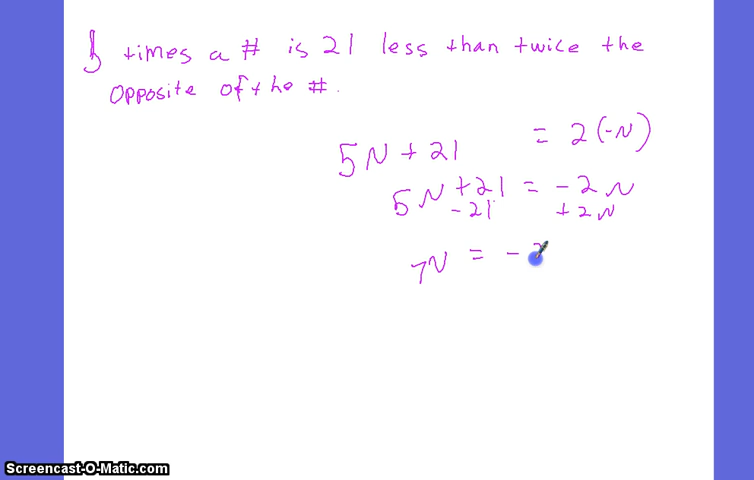 5 times a # is 21 less than twice the
opposite of the #.
5N + 21 = 2(-N)
5N + 21 = -2N
-21 +2N
7N = -
Screencast-O-Matic.com